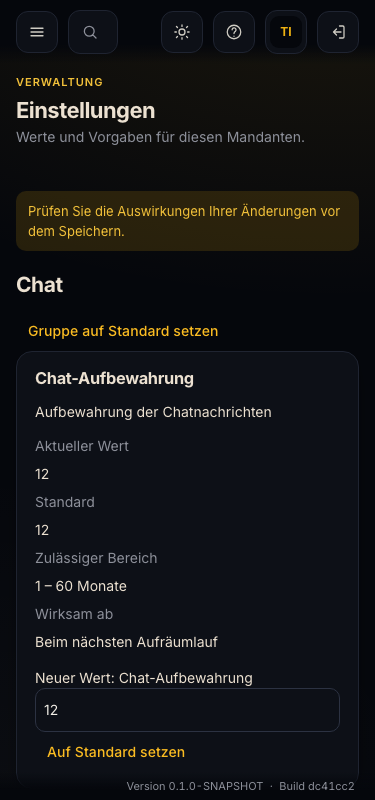 TI
VERWALTUNG
Einstellungen
Werte und Vorgaben für diesen Mandanten.
Prüfen Sie die Auswirkungen Ihrer Änderungen vor
dem Speichern.
Chat
Gruppe auf Standard setzen
Chat-Aufbewahrung
Aufbewahrung der Chatnachrichten
Aktueller Wert
12
Standard
12
Zulässiger Bereich
1 – 60 Monate
Wirksam ab
Beim nächsten Aufräumlauf
Neuer Wert: Chat-Aufbewahrung
12
Auf Standard setzen
Version 0.1.0-SNAPSHOT · Build dc41cc2